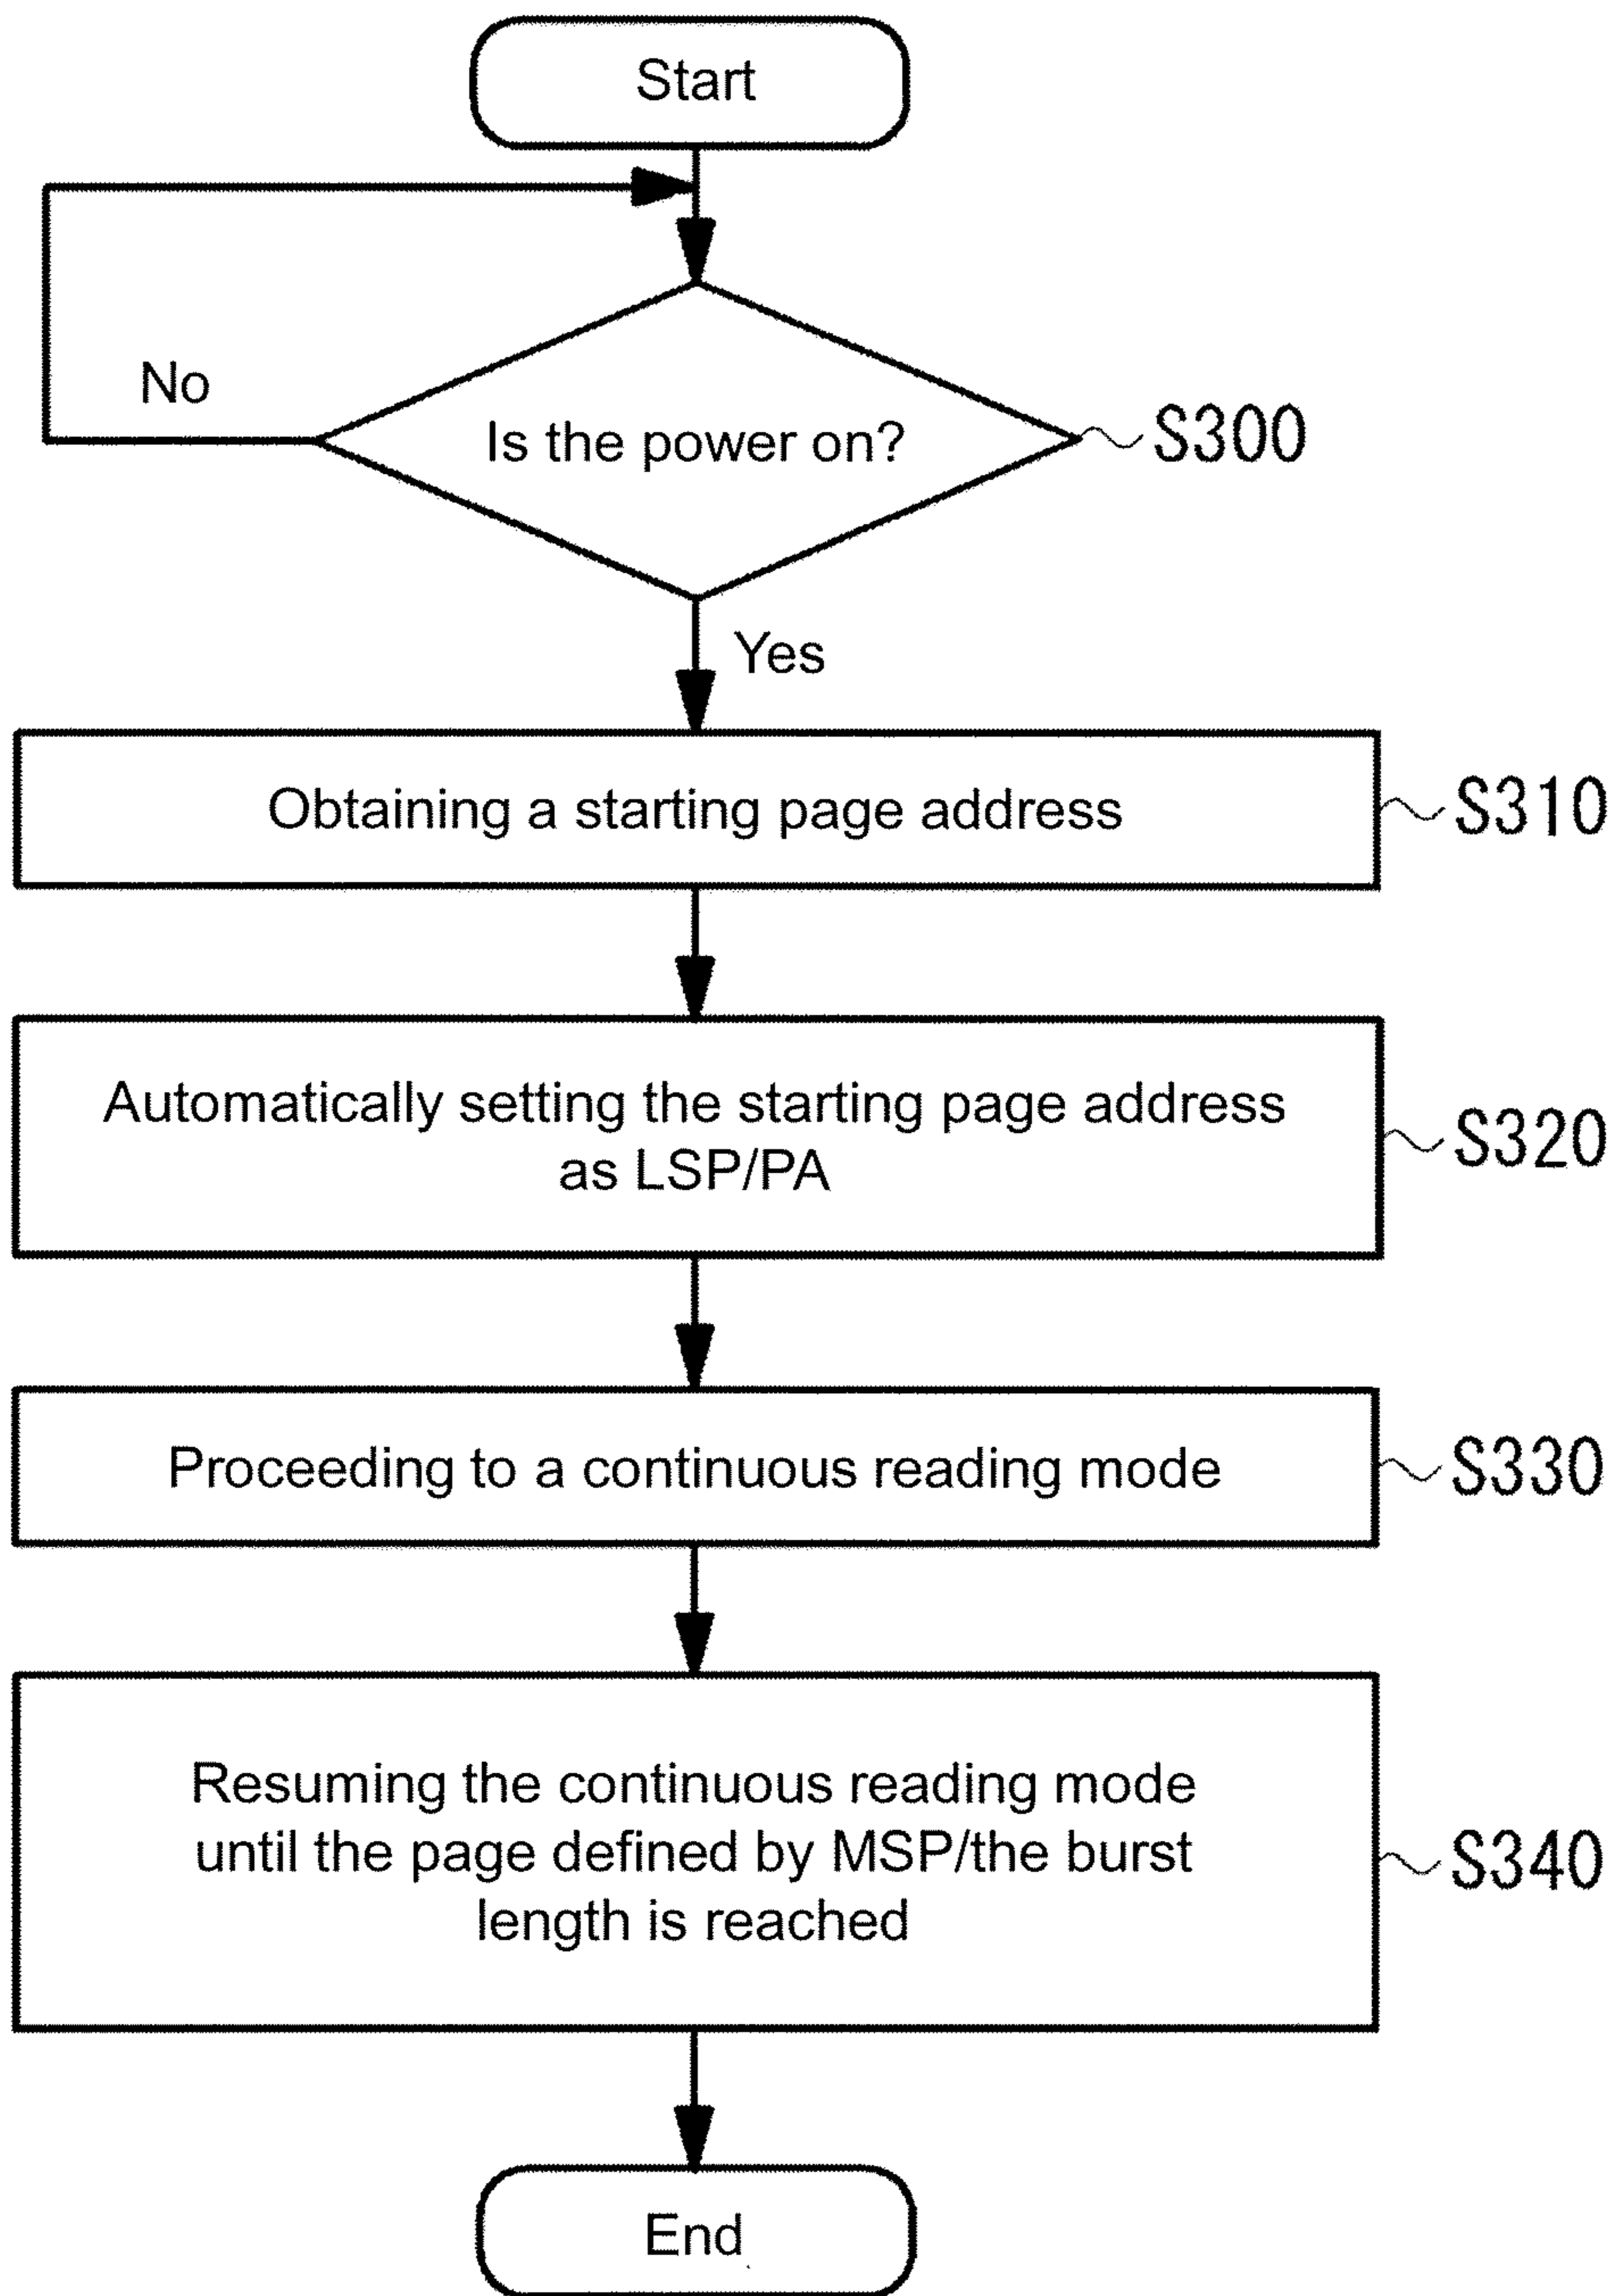 Start
No
Is the power on?
S300
Yes
Obtaining a starting page address
S310
Automatically setting the starting page address
as LSP/PA
S320
Proceeding to a continuous reading mode
S330
Resuming the continuous reading mode
until the page defined by MSP/the burst
length is reached
S340
End